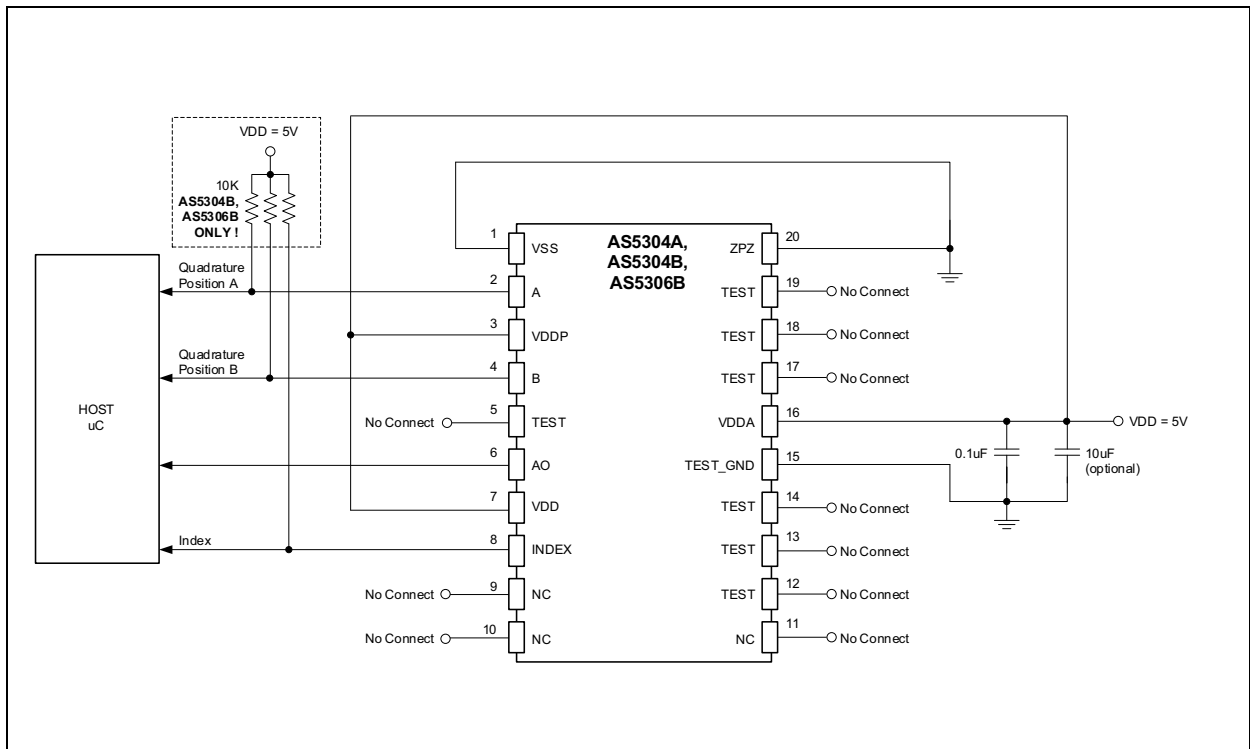 VDD = 5V
10K
AS5304B,
AS5306B
ONLY !
HOST
uC
Quadrature
Position A
Quadrature
Position B
Index
AS5304A,
AS5304B,
AS5306B
1 VSS
2 A
3 VDDP
4 B
No Connect 5 TEST
6 AO
7 VDD
8 INDEX
No Connect 9 NC
No Connect 10 NC
ZPZ 20
TEST 19 No Connect
TEST 18 No Connect
TEST 17 No Connect
VDDA 16 VDD = 5V
TEST_GND 15
0.1uF
10uF
(optional)
TEST 14 No Connect
TEST 13 No Connect
TEST 12 No Connect
NC 11 No Connect